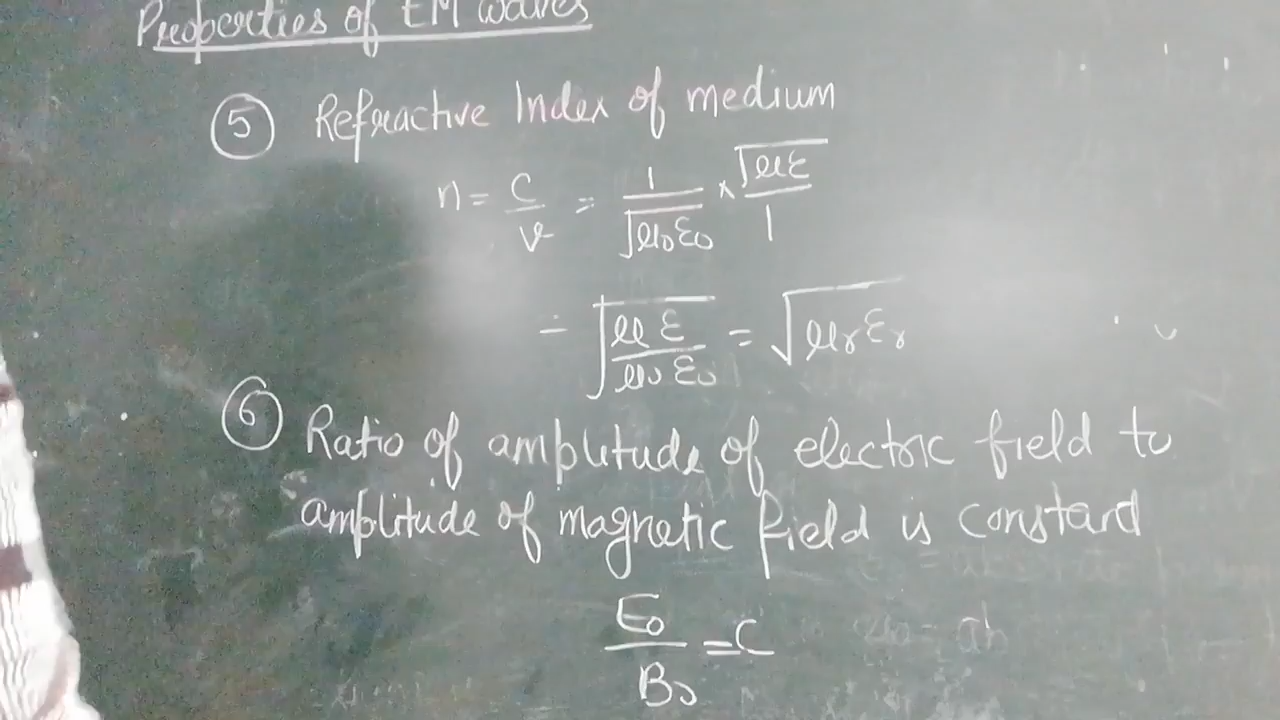 Properties of EM waves
⑤ Refractive Index of medium
n = c/v = 1/√μ₀ε₀ × √με/1
= √(με/μ₀ε₀) = √μᵣεᵣ
⑥ Ratio of amplitude of electric field to
amplitude of magnetic field is constant
E₀/B₀ = C